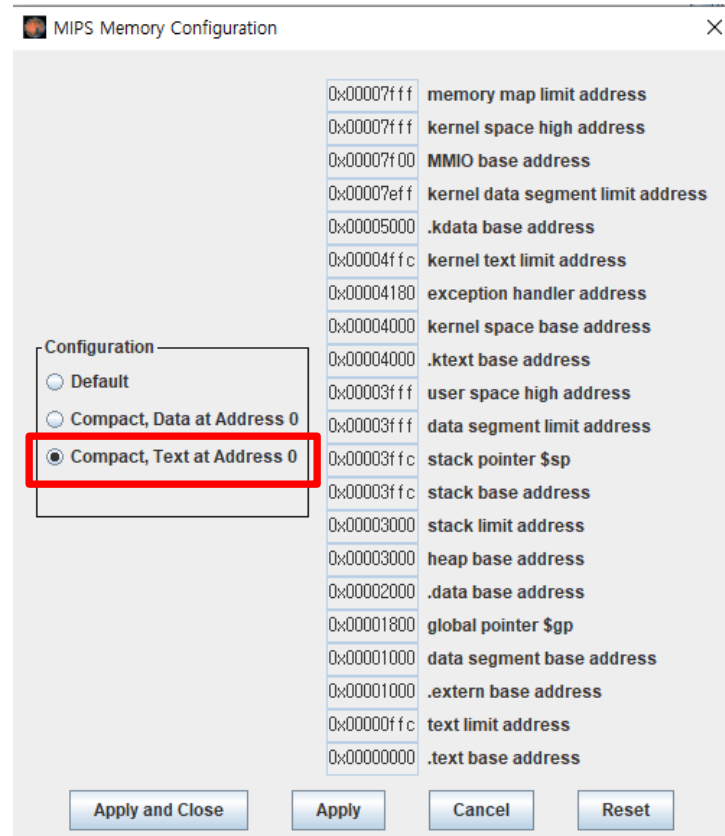 MIPS Memory Configuration
0x00007fff memory map limit address
0x00007fff kernel space high address
0x00007f00 MMIO base address
0x00007eff kernel data segment limit address
0x00005000 .kdata base address
0x00004ffc kernel text limit address
0x00004180 exception handler address
0x00004000 kernel space base address
0x00004000 .ktext base address
0x00003fff user space high address
0x00003fff data segment limit address
0x00003ffc stack pointer $sp
0x00003ffc stack base address
0x00003000 stack limit address
0x00003000 heap base address
0x00002000 .data base address
0x00001800 global pointer $gp
0x00001000 data segment base address
0x00001000 .extern base address
0x00000ffc text limit address
0x00000000 .text base address
Configuration
Default
Compact, Data at Address 0
Compact, Text at Address 0
Apply and Close Apply Cancel Reset